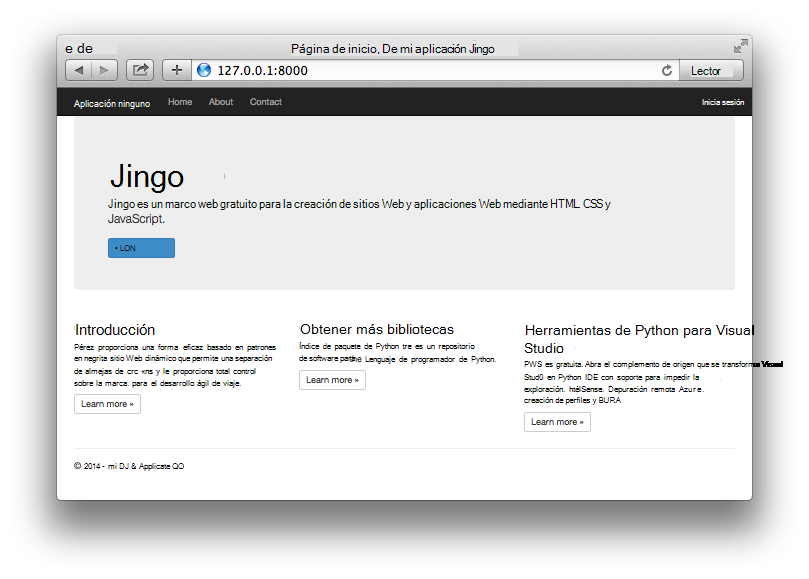 e de
Página de inicio, De mi aplicación Jingo
127.0.0.1:8000
Lector
Aplicación ninguno Home About Contact
Inicia sesión
Jingo
Jingo es un marco web gratuito para la creación de sitios Web y aplicaciones Web mediante HTML CSS y
JavaScript.
• LON
Introducción
Pérez proporciona una forma eficaz basado en patrones
en negrita sitio Web dinámico que permite una separación
de almejas de crc «ns y le proporciona total control
sobre la marca. para el desarrollo ágil de viaje.
Learn more »
Obtener más bibliotecas
Índice de paquete de Python tre es un repositorio
de software para the Lenguaje de programador de Python.
Learn more »
Herramientas de Python para Visual
Studio
PWS es gratuita. Abra el complemento de origen que se transforma Visual
Stud0 en Python IDE con soporte para impedir la
exploración. htélSense. Depuración remota Azure.
creación de perfiles y BURA
Learn more »
© 2014 - mi DJ & Applicate QO